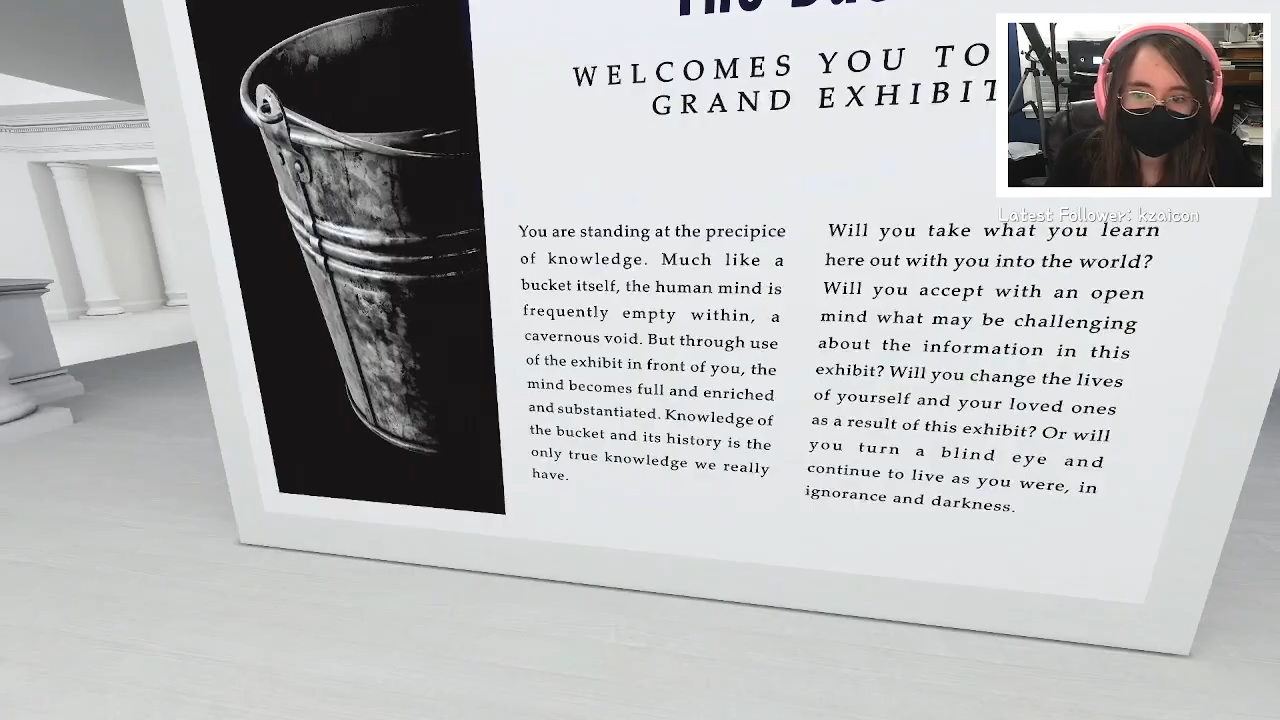 The
WELCOMES YOU TO
GRAND EXHIBIT
Latest Follower: kzaicon
You are standing at the precipice
of knowledge. Much like a
bucket itself, the human mind is
frequently empty within, a
cavernous void. But through use
of the exhibit in front of you, the
mind becomes full and enriched
and substantiated. Knowledge of
the bucket and its history is the
only true knowledge we really
have.
Will you take what you learn
here out with you into the world?
Will you accept with an open
mind what may be challenging
about the information in this
exhibit? Will you change the lives
of yourself and your loved ones
as a result of this exhibit? Or will
you turn a blind eye and
continue to live as you were, in
ignorance and darkness.